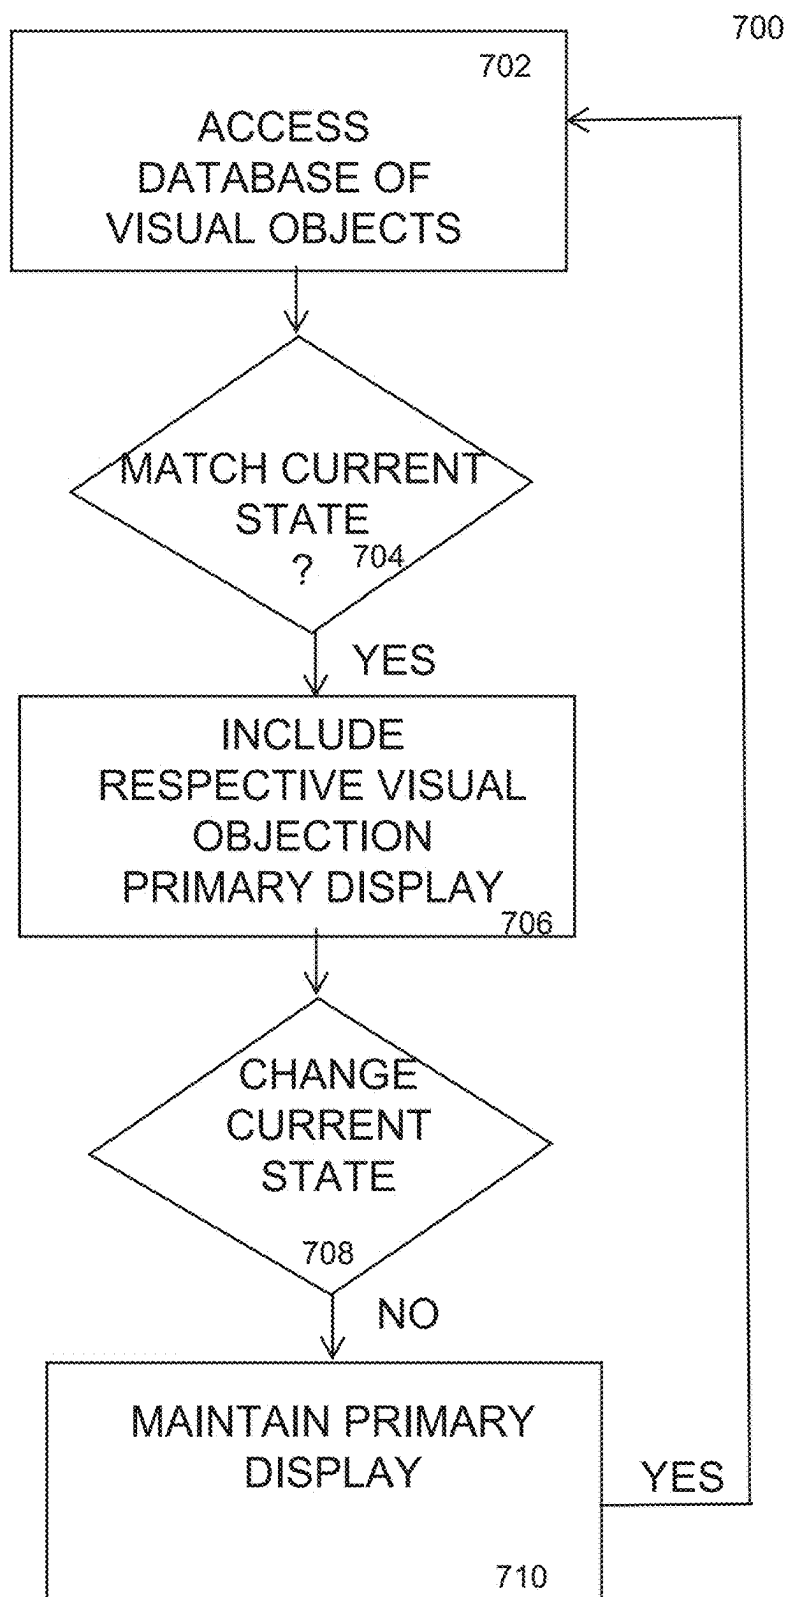 700
702
ACCESS
DATABASE OF
VISUAL OBJECTS
MATCH CURRENT
STATE
?
704
YES
INCLUDE
RESPECTIVE VISUAL
OBJECTION
PRIMARY DISPLAY
706
CHANGE
CURRENT
STATE
708
NO
MAINTAIN PRIMARY
DISPLAY
YES
710